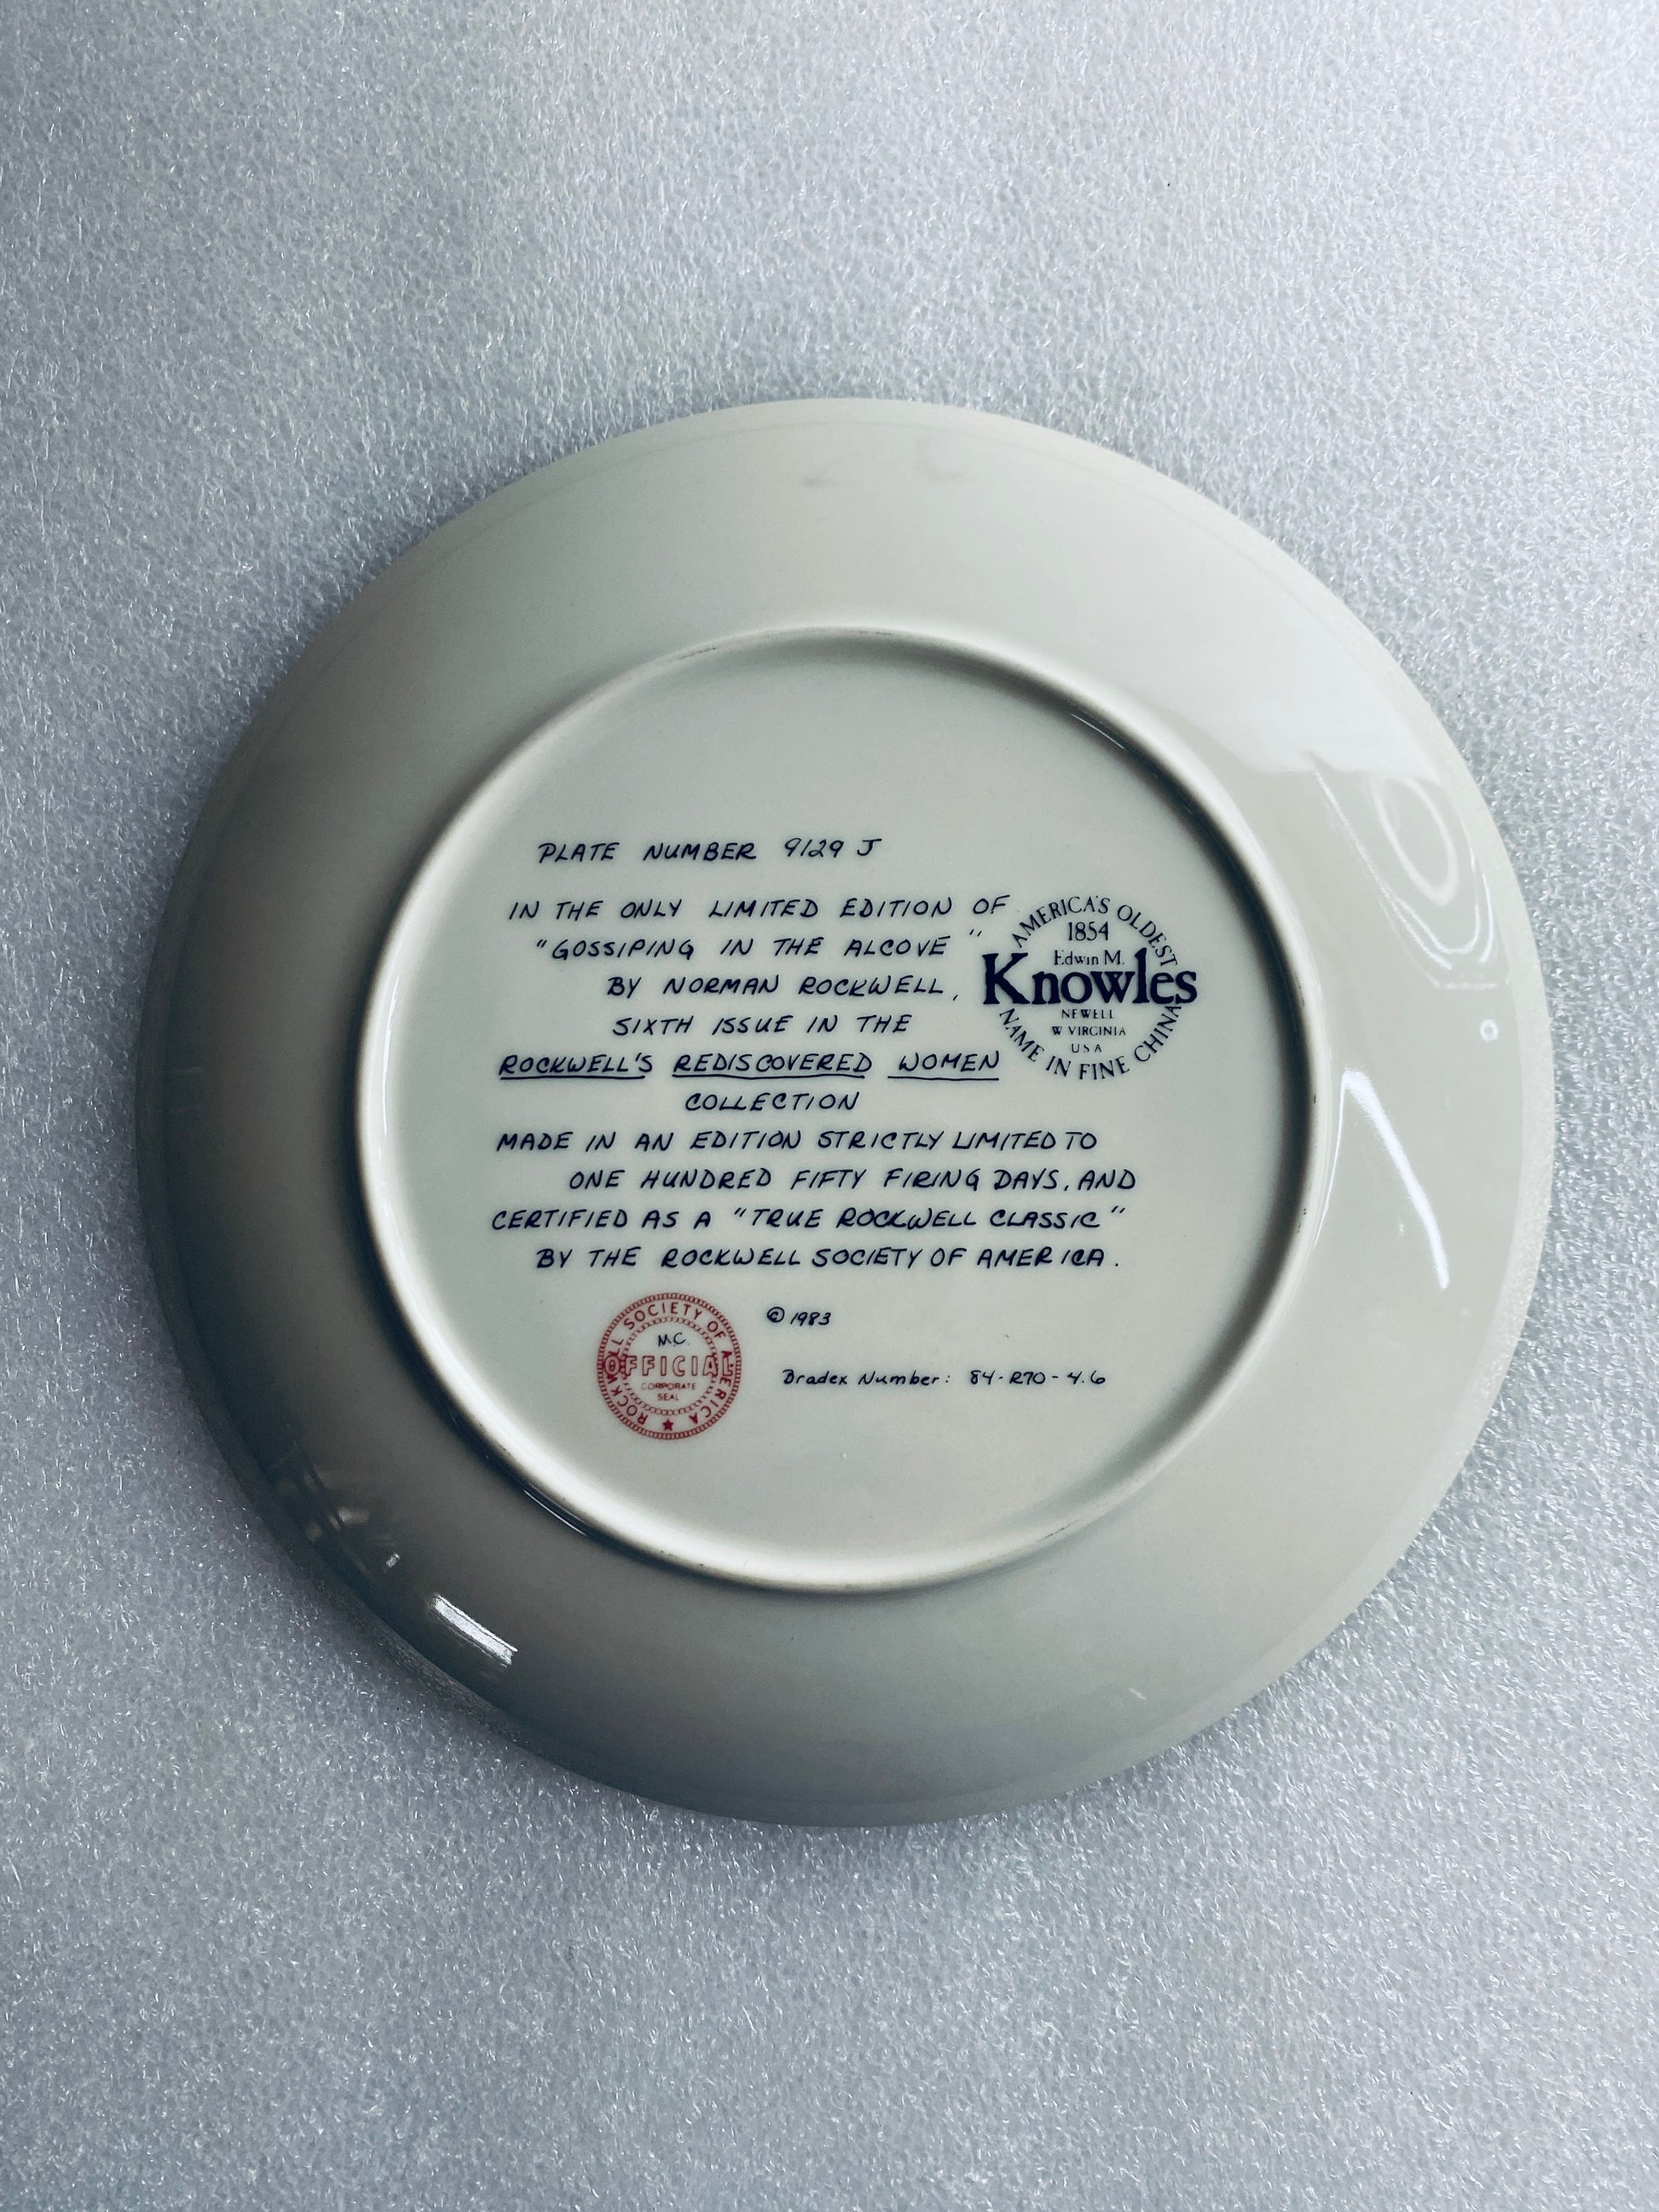 PLATE NUMBER 9129 J
IN THE ONLY LIMITED EDITION OF
"GOSSIPING IN THE ALCOVE"
BY NORMAN ROCKWELL,
SIXTH ISSUE IN THE
ROCKWELL'S REDISCOVERED WOMEN
COLLECTION
MADE IN AN EDITION STRICTLY LIMITED TO
ONE HUNDRED FIFTY FIRING DAYS, AND
CERTIFIED AS A "TRUE ROCKWELL CLASSIC"
BY THE ROCKWELL SOCIETY OF AMERICA.
AMERICA'S OLDEST
1854
Edwin M.
Knowles
NEWELL
W VIRGINIA
USA
NAME IN FINE CHINA
ROCKWELL SOCIETY OF AMERICA
M.C.
OFFICIAL
CORPORATE
SEAL
© 1983
Bradex Number: 84-R70-4.6